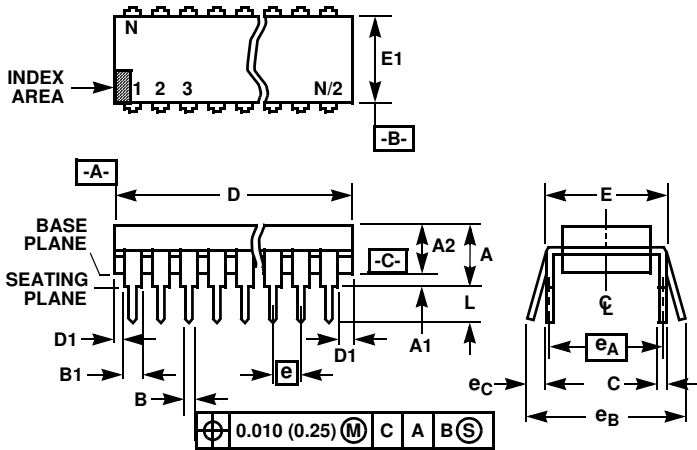 N
E1
INDEX
AREA
1 2 3 N/2
-B-
-A-
D
E
BASE
PLANE
A2
A
-C-
SEATING
PLANE
L
C L
D1
A1
D1
e
eA
B1
eC
C
B
eB
0.010 (0.25) M C A B S